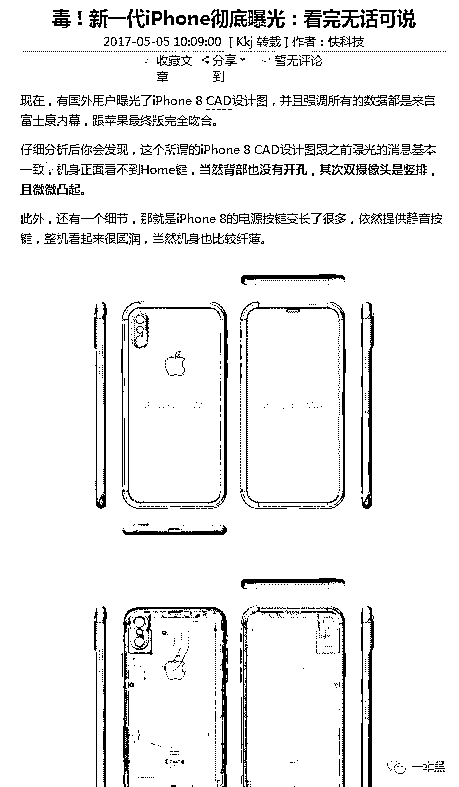 毒！新一代iPhone彻底曝光：看完无话可说
2017-05-05 10:09:00 [ Kkj 转载 ] 作者：快科技
收藏文章
分享到
暂无评论
现在，有国外用户曝光了iPhone 8 CAD设计图，并且强调所有的数据都是来自
富士康内幕，跟苹果最终版完全吻合。
仔细分析后你会发现，这个所谓的iPhone 8 CAD设计图跟之前曝光的消息基本
一致，机身正面看不到Home键，当然背部也没有开孔，其次双摄像头是竖排，
且微微凸起。
此外，还有一个细节，那就是iPhone 8的电源按键变长了很多，依然提供静音按
键，整机看起来很圆润，当然机身也比较纤薄。